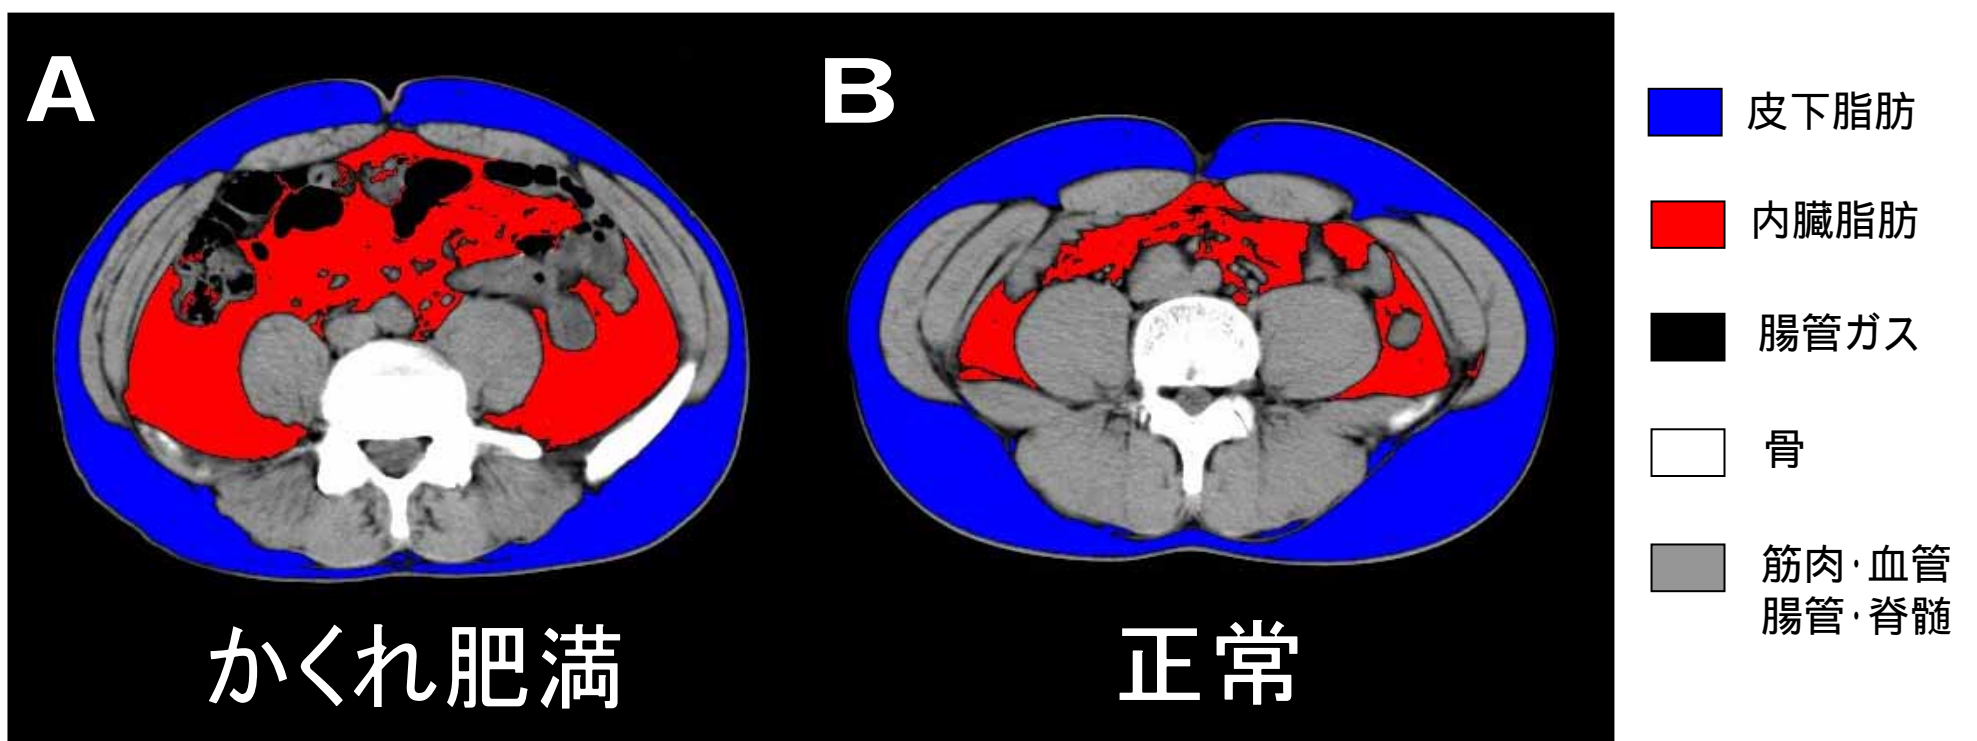 A
B
皮下脂肪
内臓脂肪
腸管ガス
骨
筋肉・血管
腸管・脊髄
かくれ肥満
正常